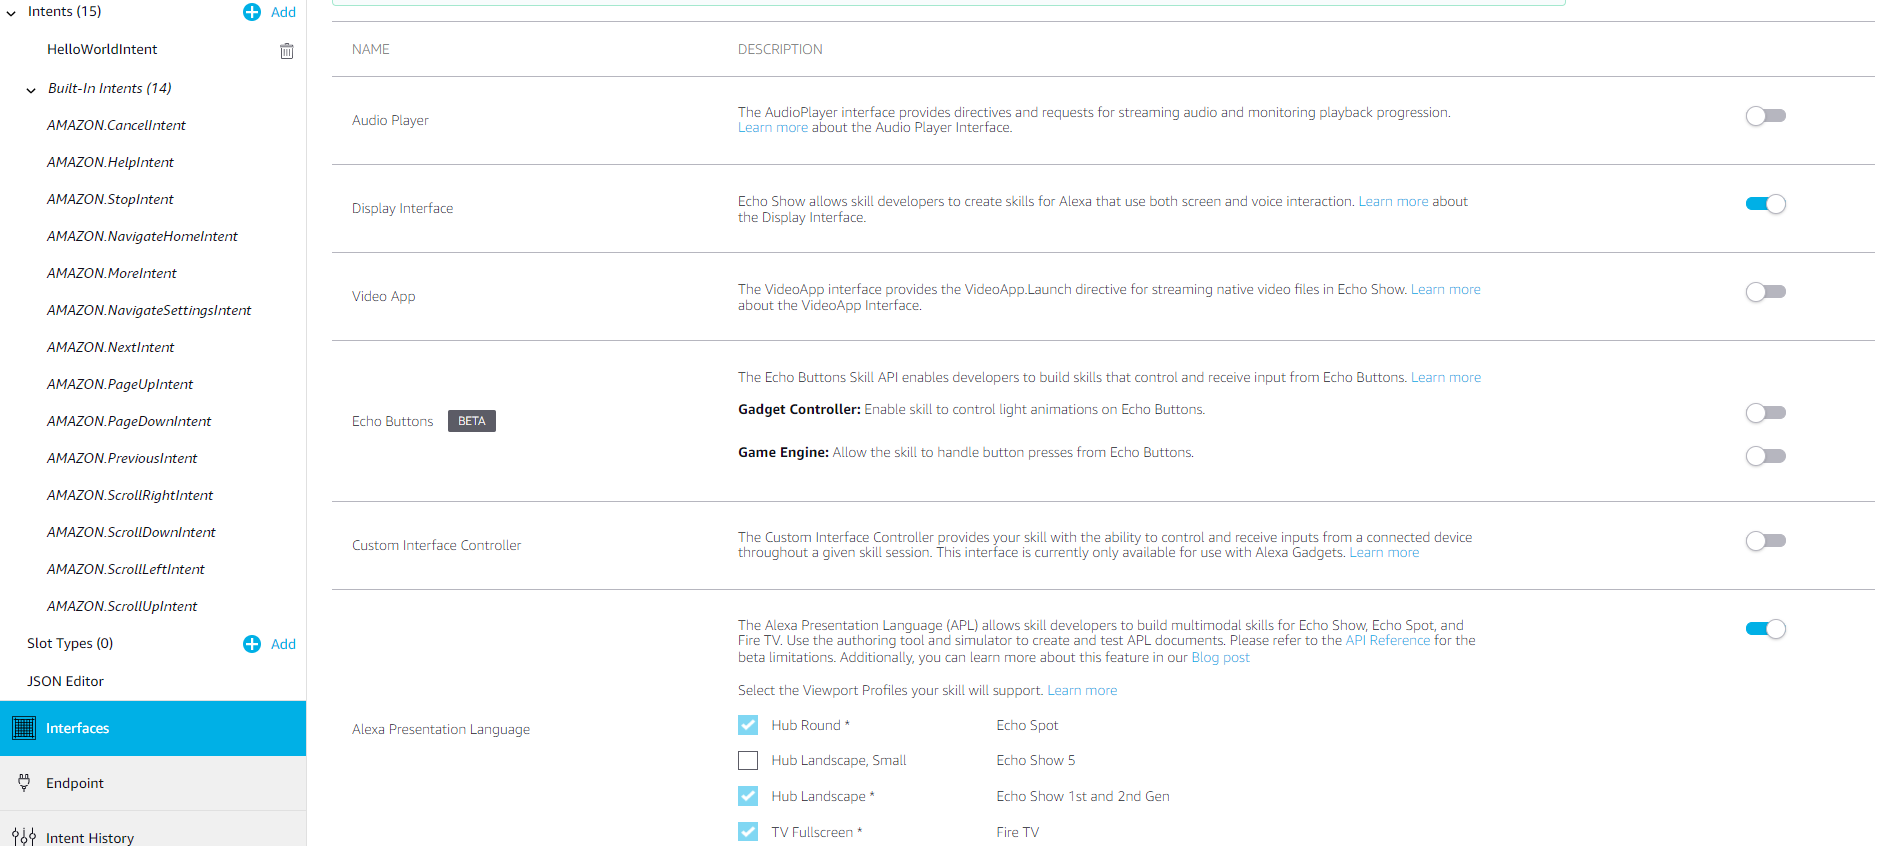 Intents (15)
Add
HelloWorldIntent
Built-In Intents (14)
AMAZON.CancelIntent
AMAZON.HelpIntent
AMAZON.StopIntent
AMAZON.NavigateHomeIntent
AMAZON.MoreIntent
AMAZON.NavigateSettingsIntent
AMAZON.NextIntent
AMAZON.PageUpIntent
AMAZON.PageDownIntent
AMAZON.PreviousIntent
AMAZON.ScrollRightIntent
AMAZON.ScrollDownIntent
AMAZON.ScrollLeftIntent
AMAZON.ScrollUpIntent
Slot Types (0)
Add
JSON Editor
Interfaces
Endpoint
Intent History
NAME
DESCRIPTION
Audio Player
The AudioPlayer interface provides directives and requests for streaming audio and monitoring playback progression.
Learn more about the Audio Player Interface.
Display Interface
Echo Show allows skill developers to create skills for Alexa that use both screen and voice interaction. Learn more about
the Display Interface.
Video App
The VideoApp interface provides the VideoApp.Launch directive for streaming native video files in Echo Show. Learn more
about the VideoApp Interface.
Echo Buttons
BETA
The Echo Buttons Skill API enables developers to build skills that control and receive input from Echo Buttons. Learn more
Gadget Controller: Enable skill to control light animations on Echo Buttons.
Game Engine: Allow the skill to handle button presses from Echo Buttons.
Custom Interface Controller
The Custom Interface Controller provides your skill with the ability to control and receive inputs from a connected device
throughout a given skill session. This interface is currently only available for use with Alexa Gadgets. Learn more
Alexa Presentation Language
The Alexa Presentation Language (APL) allows skill developers to build multimodal skills for Echo Show, Echo Spot, and
Fire TV. Use the authoring tool and simulator to create and test APL documents. Please refer to the API Reference for the
beta limitations. Additionally, you can learn more about this feature in our Blog post
Select the Viewport Profiles your skill will support. Learn more
Hub Round *
Echo Spot
Hub Landscape, Small
Echo Show 5
Hub Landscape *
Echo Show 1st and 2nd Gen
TV Fullscreen *
Fire TV